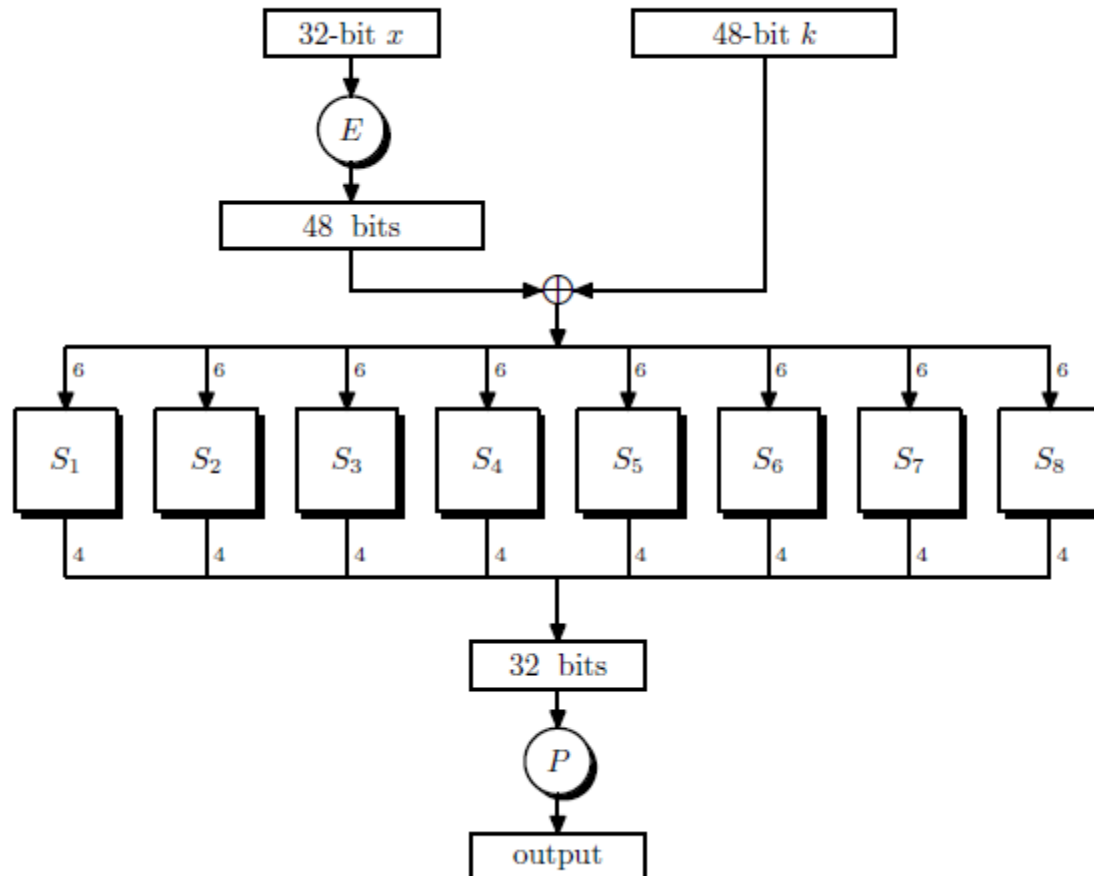 32-bit x
48-bit k
E
48 bits
6 6 6 6 6 6 6 6
S₁ S₂ S₃ S₄ S₅ S₆ S₇ S₈
4 4 4 4 4 4 4 4
32 bits
P
output